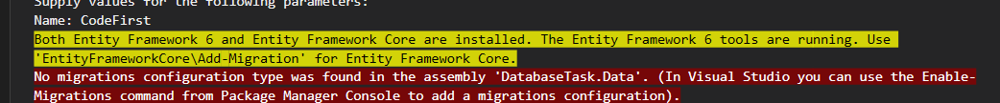 Supply values for the following parameters:
Name: CodeFirst
Both Entity Framework 6 and Entity Framework Core are installed. The Entity Framework 6 tools are running. Use
'EntityFrameworkCore\Add-Migration' for Entity Framework Core.
No migrations configuration type was found in the assembly 'DatabaseTask.Data'. (In Visual Studio you can use the Enable-
Migrations command from Package Manager Console to add a migrations configuration).